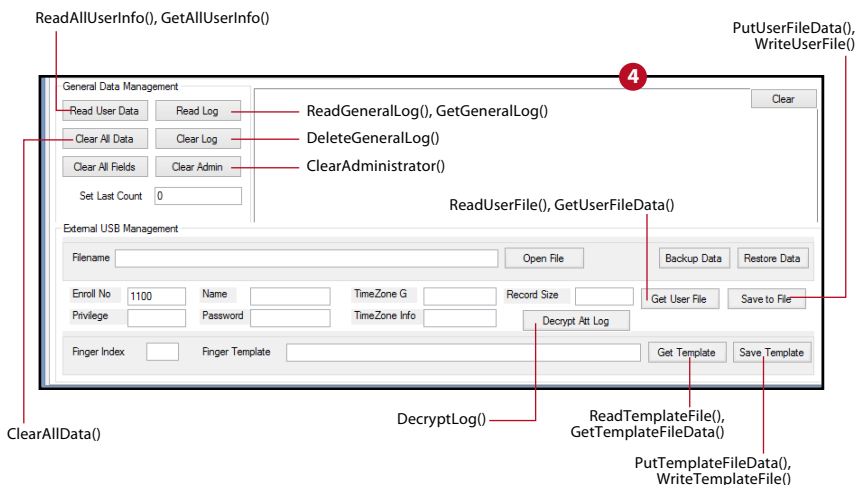 ReadAllUserInfo(), GetAllUserInfo()
PutUserFileData(),
WriteUserFile()
4
General Data Management
Read User Data
Read Log
ReadGeneralLog(), GetGeneralLog()
Clear
Clear All Data
Clear Log
DeleteGeneralLog()
Clear All Fields
Clear Admin
ClearAdministrator()
Set Last Count
0
ReadUserFile(), GetUserFileData()
External USB Management
Filename
Open File
Backup Data
Restore Data
Enroll No
1100
Name
TimeZone G
Record Size
Get User File
Save to File
Privilege
Password
TimeZone Info
Decrypt Att Log
Finger Index
Finger Template
Get Template
Save Template
DecryptLog()
ReadTemplateFile(),
GetTemplateFileData()
ClearAllData()
PutTemplateFileData(),
WriteTemplateFile()